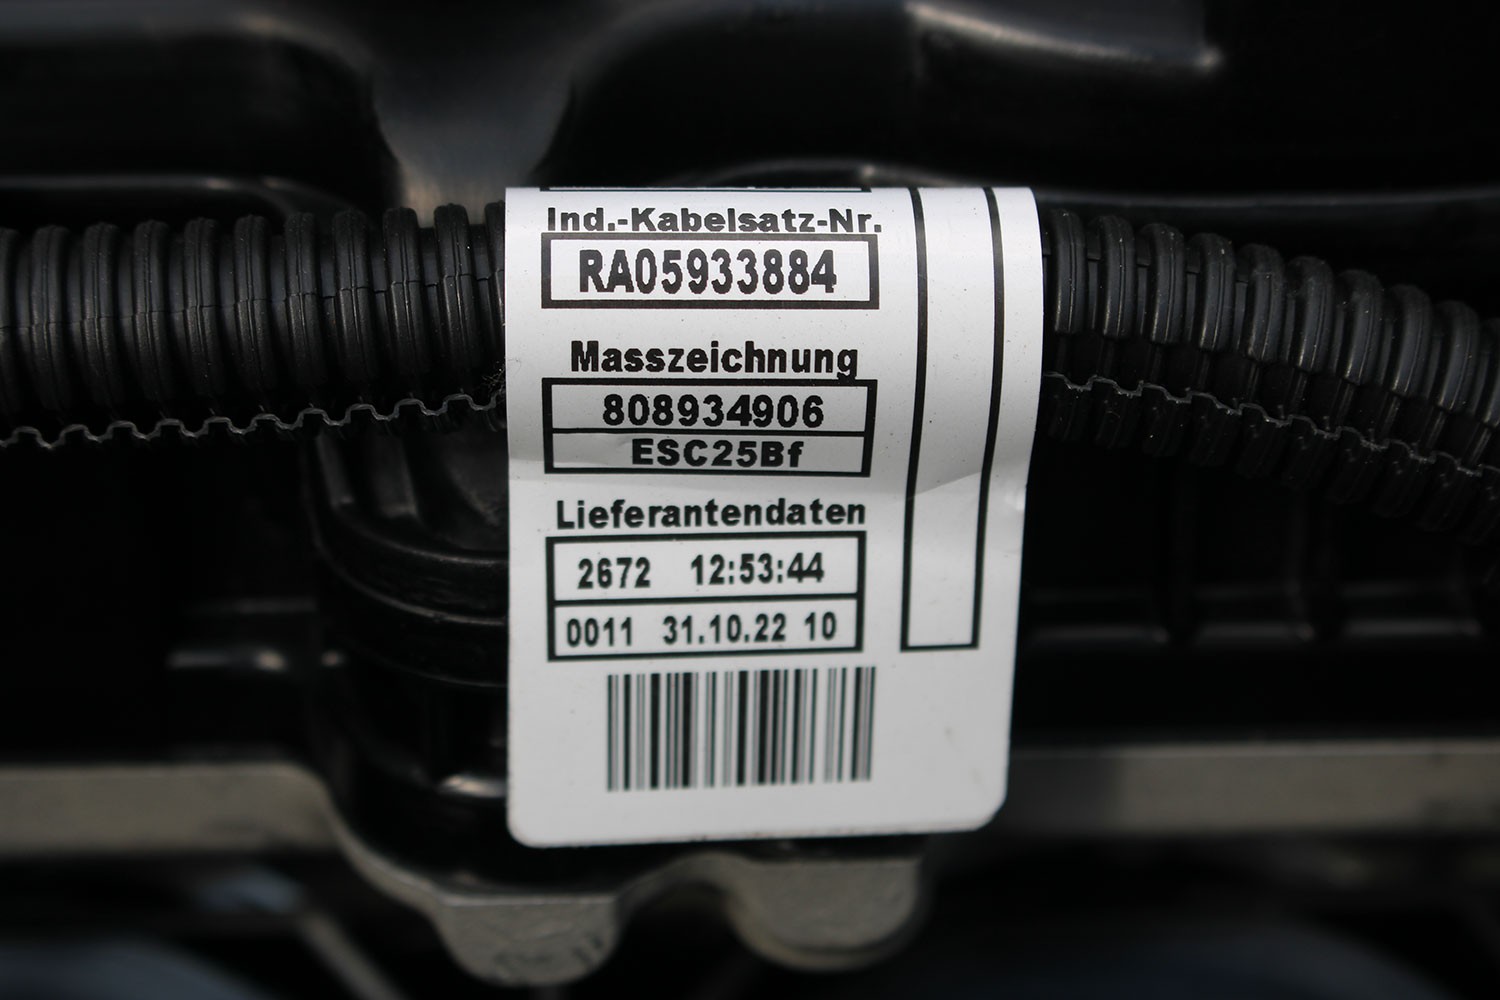 Ind.-Kabelsatz-Nr.
RA05933884
Masszeichnung
808934906
ESC25Bf
Lieferantendaten
2672 12:53:44
0011 31.10.22 10